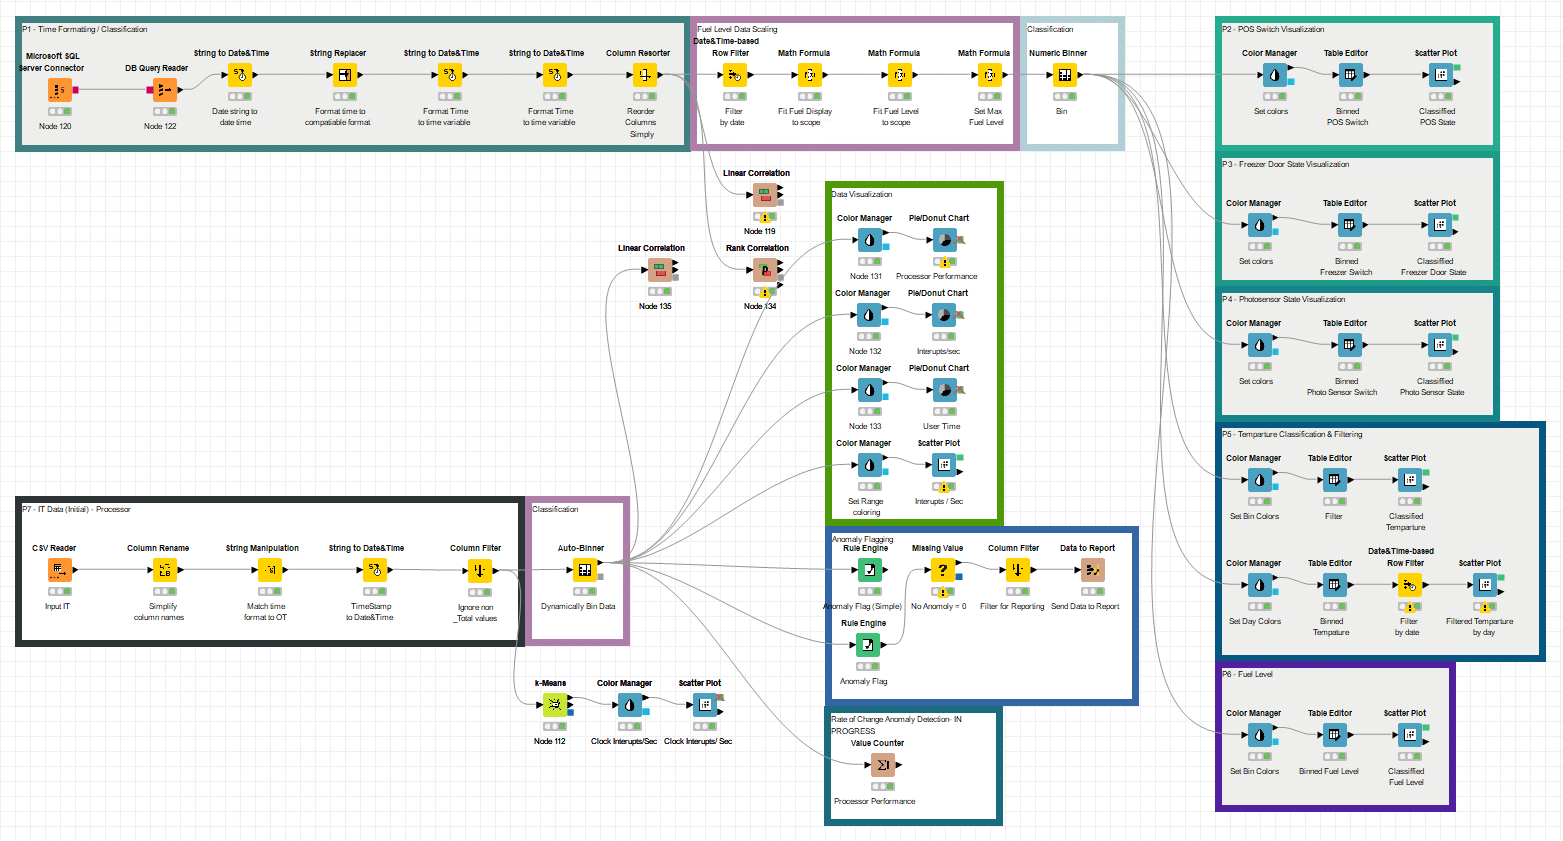 P1 - Time Formatting / Classification
Microsoft SQL
Server Connector
Node 120
DB Query Reader
Node 122
String to Date&Time
Date string to
date time
String Replacer
Format time to
compatiable format
String to Date&Time
Format Time
to time variable
String to Date&Time
Format Time
to time variable
Column Resorter
Reorder
Columns
Simply
Fuel Level Data Scaling
Date&Time-based
Row Filter
Filter
by date
Math Formula
Fit Fuel Display
to scope
Math Formula
Fit Fuel Level
to scope
Math Formula
Set Max
Fuel Level
Classification
Numeric Binner
Bin
P2 - POS Switch Visualization
Color Manager
Set colors
Table Editor
Binned
POS Switch
Scatter Plot
Classiffied
POS State
P3 - Freezer Door State Visualization
Color Manager
Set colors
Table Editor
Binned
Freezer Switch
Scatter Plot
Classiffied
Freezer Door State
P4 - Photosensor State Visualization
Color Manager
Set colors
Table Editor
Binned
Photo Sensor Switch
Scatter Plot
Classiffied
Photo Sensor State
P5 - Temparture Classification & Filtering
Color Manager
Set Bin Colors
Table Editor
Filter
Scatter Plot
Classified
Temparture
Color Manager
Set Day Colors
Table Editor
Binned
Tempature
Date&Time-based
Row Filter
Filter
by date
Scatter Plot
Filtered Temparture
by day
P6 - Fuel Level
Color Manager
Set Bin Colors
Table Editor
Binned Fuel Level
Scatter Plot
Classiffied
Fuel Level
Linear Correlation
Node 119
Rank Correlation
Node 134
Linear Correlation
Node 135
Data Visualization
Color Manager
Node 131
Pie/Donut Chart
Processor Performance
Color Manager
Node 132
Pie/Donut Chart
Interupts/sec
Color Manager
Node 133
Pie/Donut Chart
User Time
Color Manager
Set Range
coloring
Scatter Plot
Interupts / Sec
P7 - IT Data (Initial) - Processor
CSV Reader
Input IT
Column Rename
Simplify
column names
String Manipulation
Match time
format to OT
String to Date&Time
TimeStamp
to Date&Time
Column Filter
Ignore non
_Total values
Classification
Auto-Binner
Dynamically Bin Data
Anomaly Flagging
Rule Engine
Anomaly Flag (Simple)
Missing Value
No Anomoly = 0
Column Filter
Filter for Reporting
Data to Report
Send Data to Report
Rule Engine
Anomaly Flag
k-Means
Node 112
Color Manager
Clock Interupts/Sec
Scatter Plot
Clock Interupts/ Sec
Rate of Change Anomaly Detection- IN
PROGRESS
Value Counter
Processor Performance